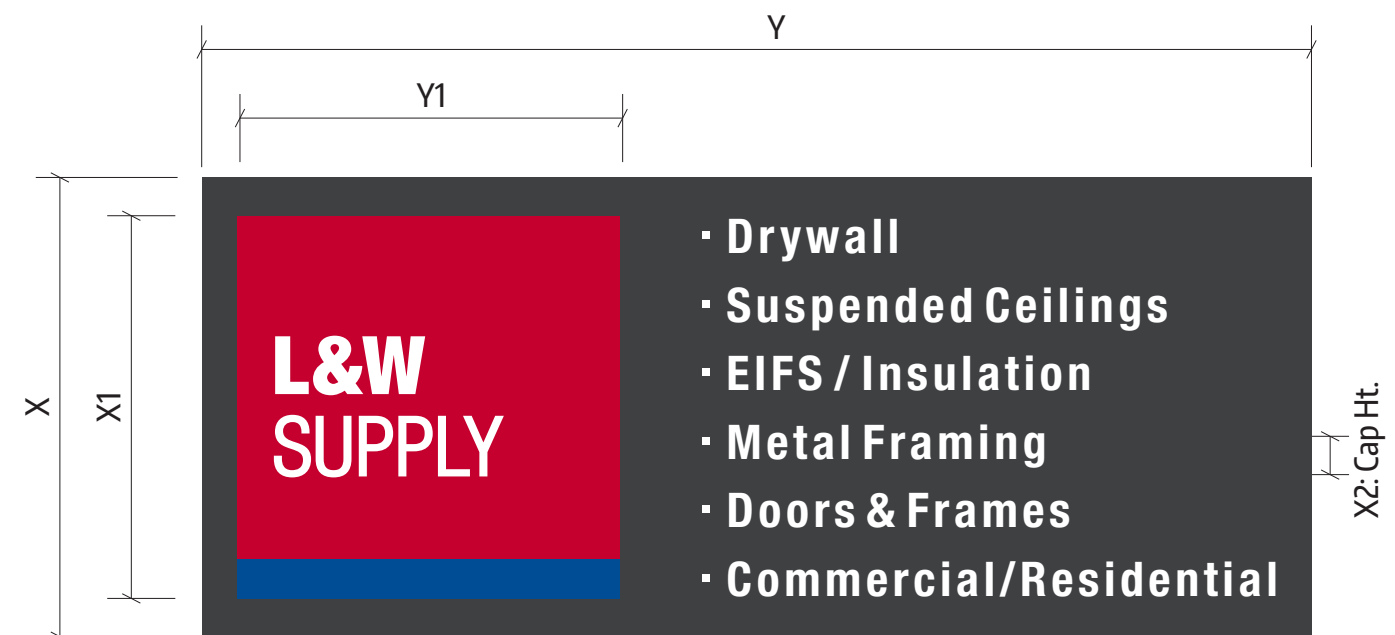 Y
Y1
X
X1
L&W
SUPPLY
· Drywall
· Suspended Ceilings
· EIFS / Insulation
· Metal Framing
· Doors & Frames
· Commercial/Residential
X2: Cap Ht.